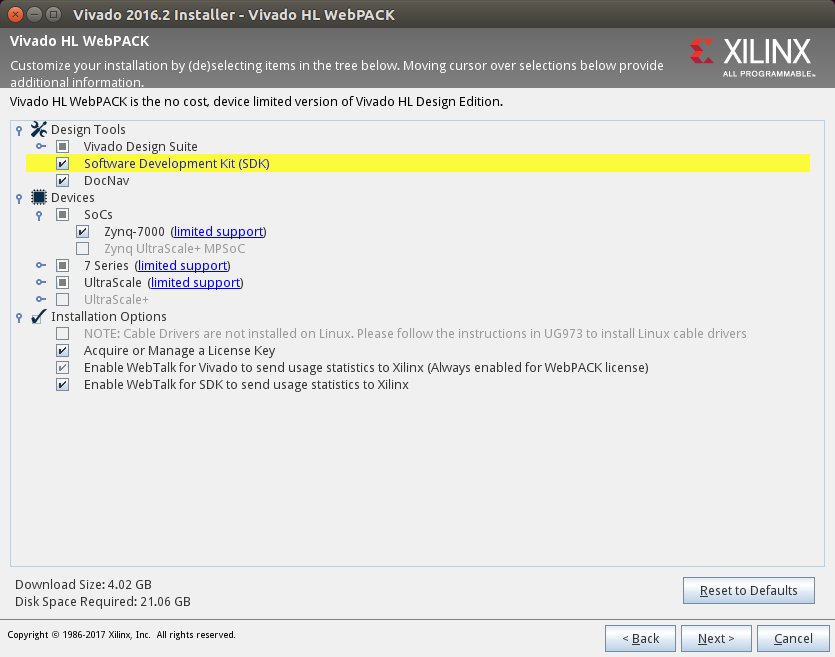 Vivado 2016.2 Installer - Vivado HL WebPACK
Vivado HL WebPACK
Customize your installation by (de)selecting items in the tree below. Moving cursor over selections below provide
additional information.
XILINX
ALL PROGRAMMABLE™
Vivado HL WebPACK is the no cost, device limited version of Vivado HL Design Edition.
Design Tools
Vivado Design Suite
Software Development Kit (SDK)
DocNav
Devices
SoCs
Zynq-7000 (limited support)
Zynq UltraScale+ MPSoC
7 Series (limited support)
UltraScale (limited support)
UltraScale+
Installation Options
NOTE: Cable Drivers are not installed on Linux. Please follow the instructions in UG973 to install Linux cable drivers
Acquire or Manage a License Key
Enable WebTalk for Vivado to send usage statistics to Xilinx (Always enabled for WebPACK license)
Enable WebTalk for SDK to send usage statistics to Xilinx
Download Size: 4.02 GB
Disk Space Required: 21.06 GB
Reset to Defaults
Copyright © 1986-2017 Xilinx, Inc. All rights reserved.
< Back
Next >
Cancel